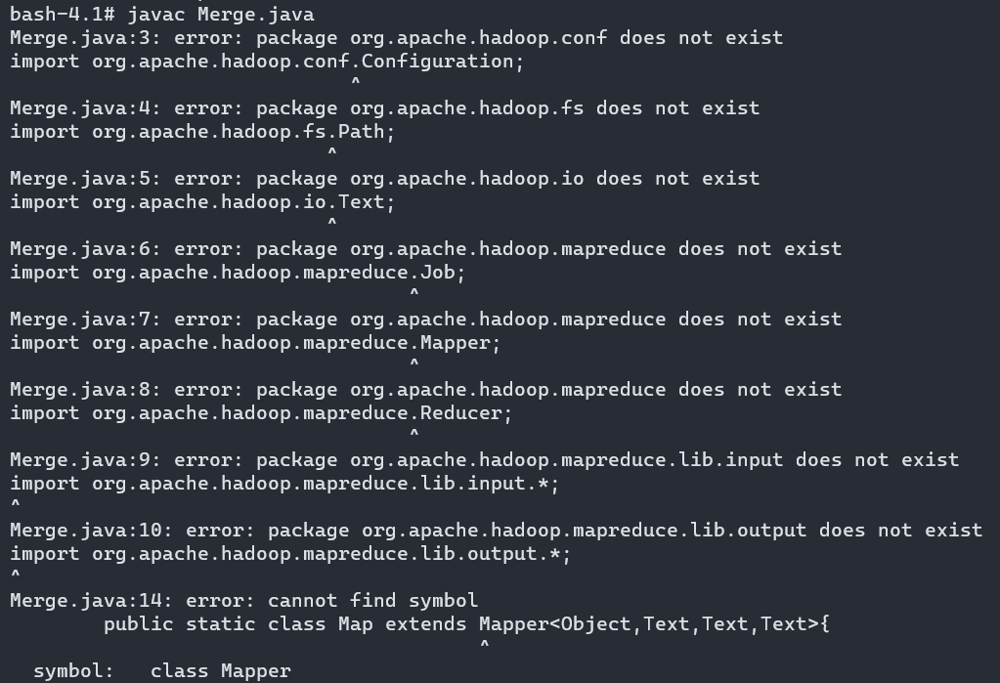 bash-4.1# javac Merge.java
Merge.java:3: error: package org.apache.hadoop.conf does not exist
import org.apache.hadoop.conf.Configuration;
                             ^
Merge.java:4: error: package org.apache.hadoop.fs does not exist
import org.apache.hadoop.fs.Path;
                           ^
Merge.java:5: error: package org.apache.hadoop.io does not exist
import org.apache.hadoop.io.Text;
                           ^
Merge.java:6: error: package org.apache.hadoop.mapreduce does not exist
import org.apache.hadoop.mapreduce.Job;
                                  ^
Merge.java:7: error: package org.apache.hadoop.mapreduce does not exist
import org.apache.hadoop.mapreduce.Mapper;
                                  ^
Merge.java:8: error: package org.apache.hadoop.mapreduce does not exist
import org.apache.hadoop.mapreduce.Reducer;
                                  ^
Merge.java:9: error: package org.apache.hadoop.mapreduce.lib.input does not exist
import org.apache.hadoop.mapreduce.lib.input.*;
^
Merge.java:10: error: package org.apache.hadoop.mapreduce.lib.output does not exist
import org.apache.hadoop.mapreduce.lib.output.*;
^
Merge.java:14: error: cannot find symbol
        public static class Map extends Mapper<Object,Text,Text,Text>{
                                        ^
  symbol:   class Mapper